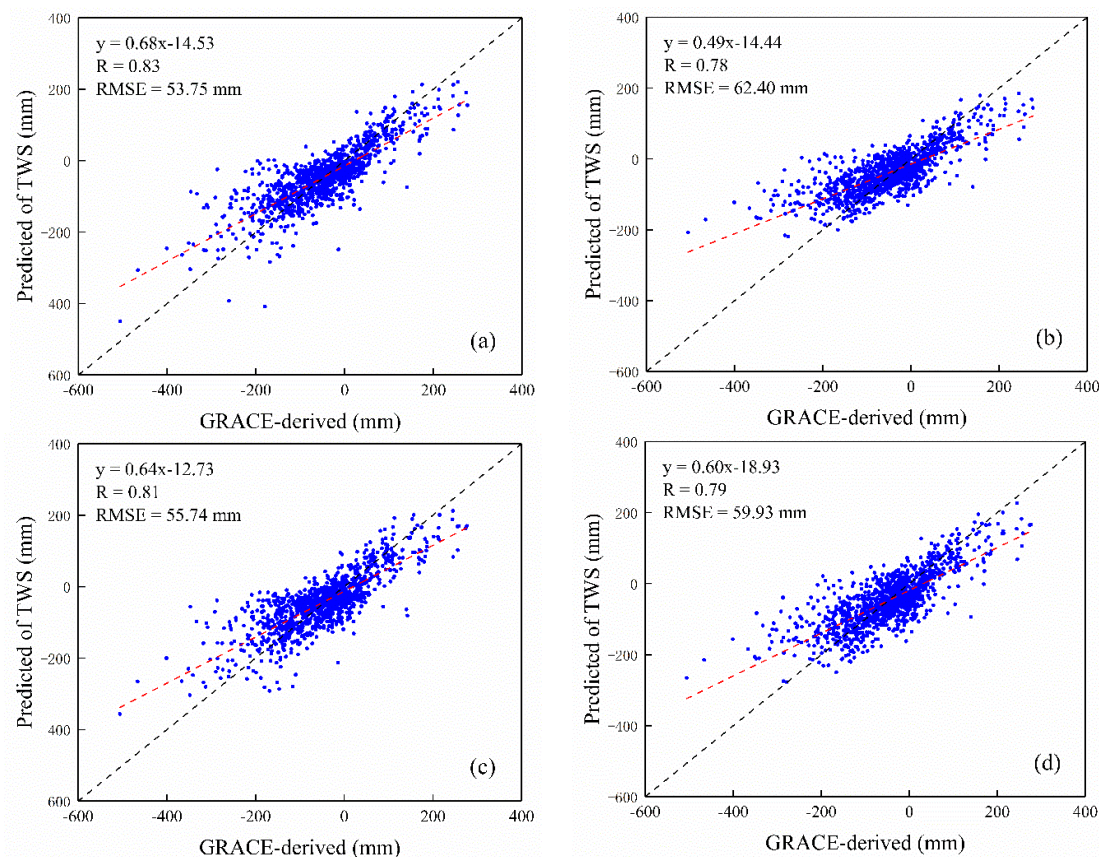 400
200
0
-200
400
600
y = 0.68x-14.53
R = 0.83
RMSE = 53.75 mm
(a)
Predicted of TWS (mm)
-600 -400 -200 0 200 400
GRACE-derived (mm)
400
200
0
−200
−400
−600
y = 0.49x-14.44
R = 0.78
RMSE = 62.40 mm
(b)
Predicted of TWS (mm)
-600 -400 -200 0 200 400
GRACE-derived (mm)
400
200
0
-200
400
600
y = 0.64x-12.73
R = 0.81
RMSE = 55.74 mm
(c)
Predicted of TWS (mm)
-600 -400 -200 0 200 400
GRACE-derived (mm)
400
200
0
−200
−400
−600
y = 0.60x-18.93
R = 0.79
RMSE = 59.93 mm
(d)
Predicted of TWS (mm)
-600 -400 -200 0 200 400
GRACE-derived (mm)